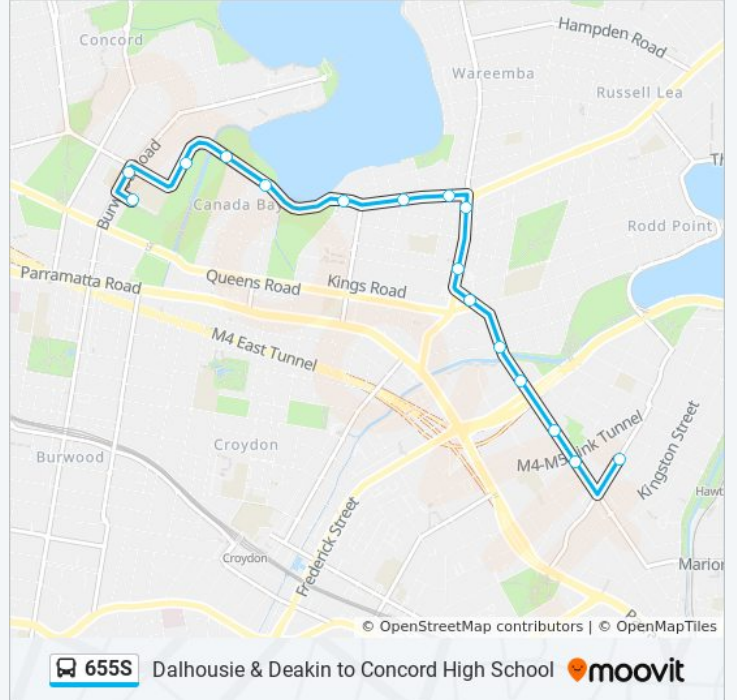 Hampden Road
Concord
Wareemba
Russell Lea
Th
Burw
oad
Canada Bay
Rodd Point
Parramatta Road
Queens Road
Kings Road
M4 East Tunnel
M4-M5 Link Tunnel
Kingston Street
Croydon
Burwood
Hawt
Frederick Street
Croydon
Marion
© OpenStreetMap contributors | © OpenMapTiles
655S Dalhousie & Deakin to Concord High School moovit